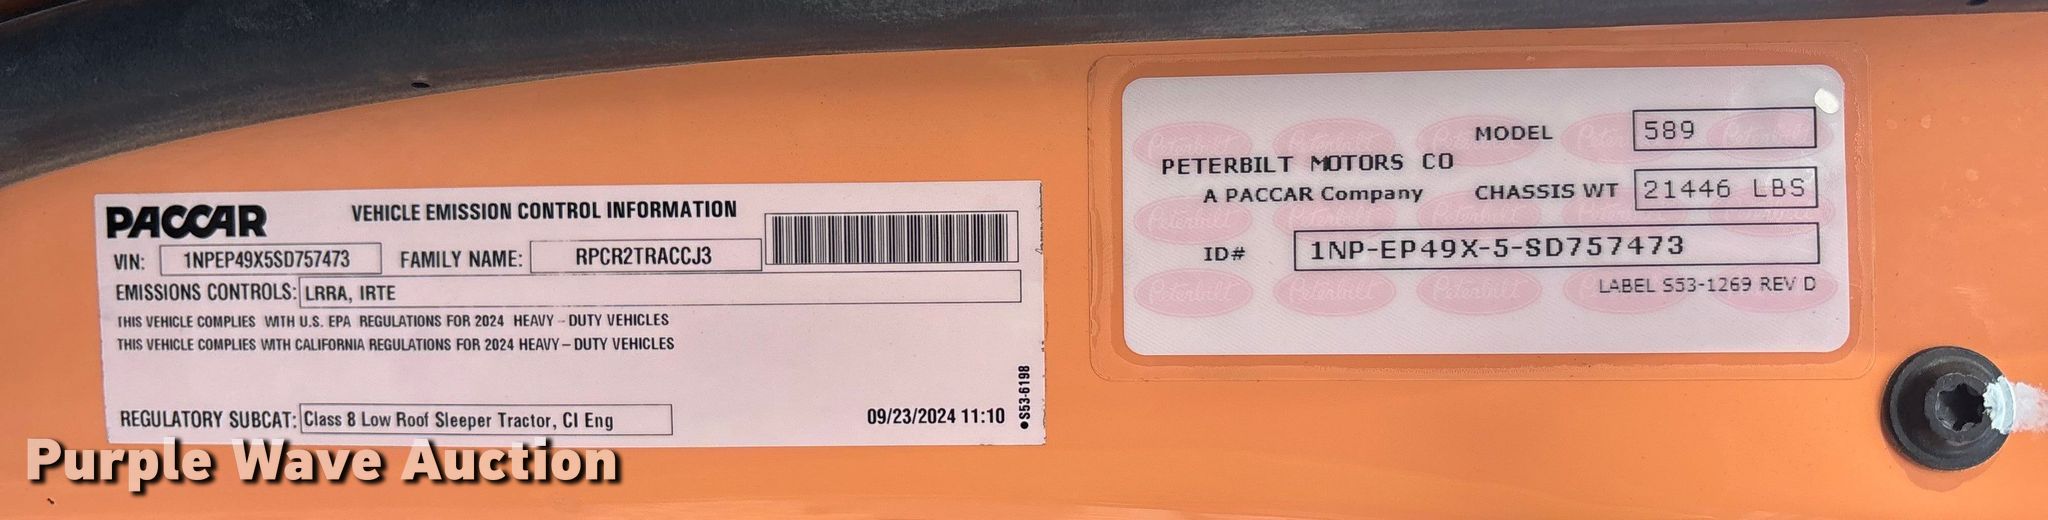 PACCAR VEHICLE EMISSION CONTROL INFORMATION
VIN: 1NPEP49X5SD757473 FAMILY NAME: RPCR2TRACCJ3
EMISSIONS CONTROLS: LRRA, IRTE
THIS VEHICLE COMPLIES WITH U.S. EPA REGULATIONS FOR 2024 HEAVY - DUTY VEHICLES
THIS VEHICLE COMPLIES WITH CALIFORNIA REGULATIONS FOR 2024 HEAVY – DUTY VEHICLES
REGULATORY SUBCAT: Class 8 Low Roof Sleeper Tractor, CI Eng
09/23/2024 11:10
●S53-6198
MODEL 589
PETERBILT MOTORS CO
A PACCAR Company
CHASSIS WT 21446 LBS
ID# 1NP-EP49X-5-SD757473
LABEL S53-1269 REV D
Peterbilt Peterbilt Peterbilt Peterbilt
Purple Wave Auction